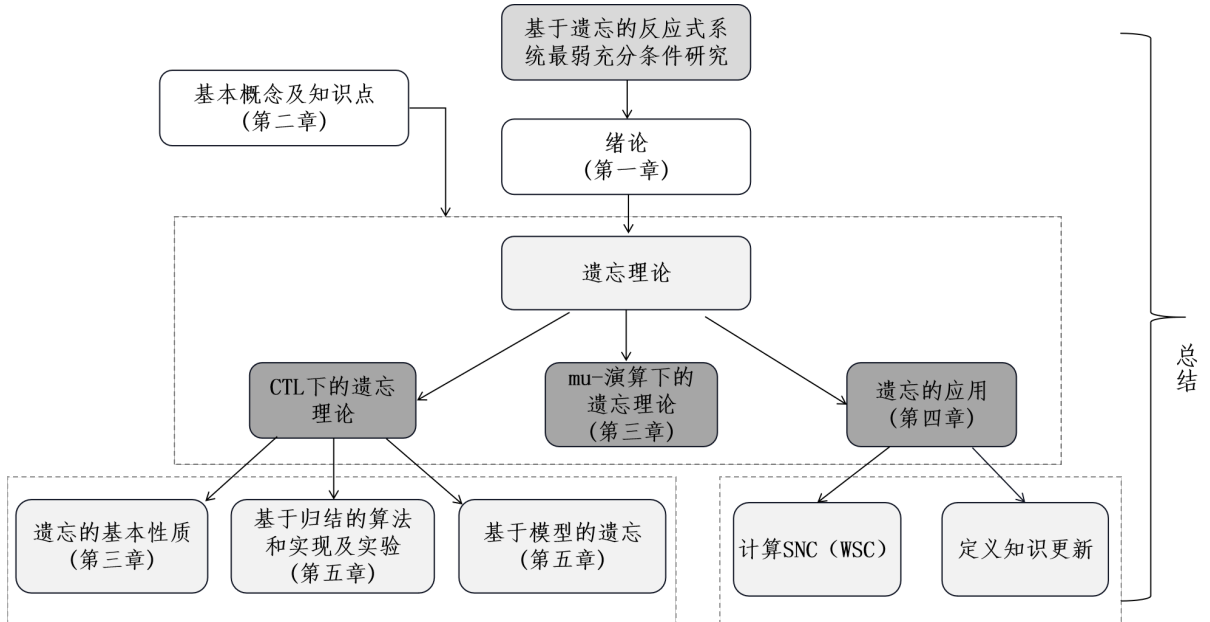 基于遗忘的反应式系
统最弱充分条件研究
基本概念及知识点
(第二章)
绪论
(第一章)
遗忘理论
总结
CTL下的遗忘
理论
mu-演算下的
遗忘理论
(第三章)
遗忘的应用
(第四章)
遗忘的基本性质
(第三章)
基于归结的算法
和实现及实验
(第五章)
基于模型的遗忘
(第五章)
计算SNC（WSC）
定义知识更新